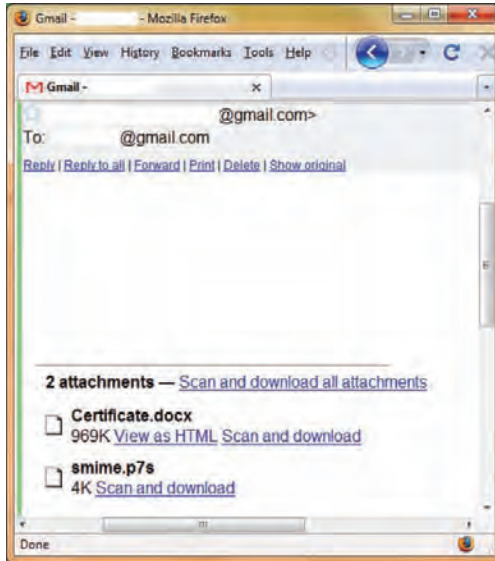 Gmail - - Mozilla Firefox
File Edit View History Bookmarks Tools Help
Gmail -
@gmail.com>
To: @gmail.com
Reply | Reply to all | Forward | Print | Delete | Show original
2 attachments — Scan and download all attachments
Certificate.docx
969K View as HTML Scan and download
smime.p7s
4K Scan and download
Done